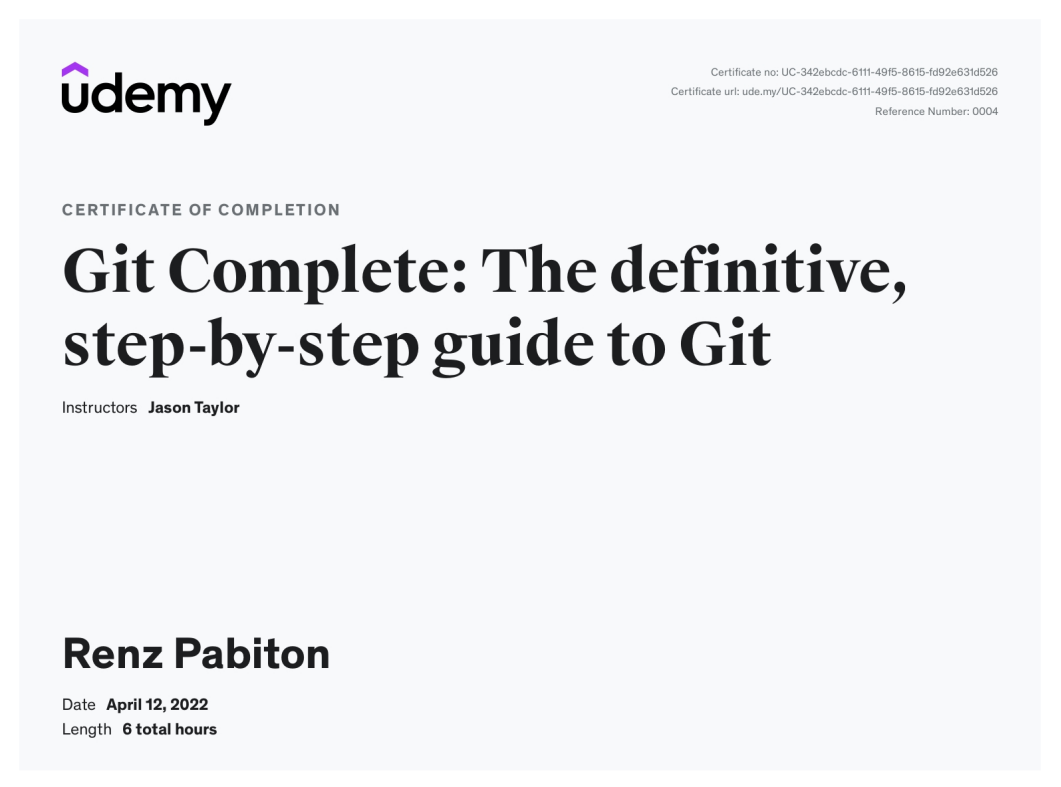 udemy
Certificate no: UC-342ebcdc-6111-49f5-8615-fd92e631d526
Certificate url: ude.my/UC-342ebcdc-6111-49f5-8615-fd92e631d526
Reference Number: 0004
CERTIFICATE OF COMPLETION
Git Complete: The definitive,
step-by-step guide to Git
Instructors Jason Taylor
Renz Pabiton
Date April 12, 2022
Length 6 total hours